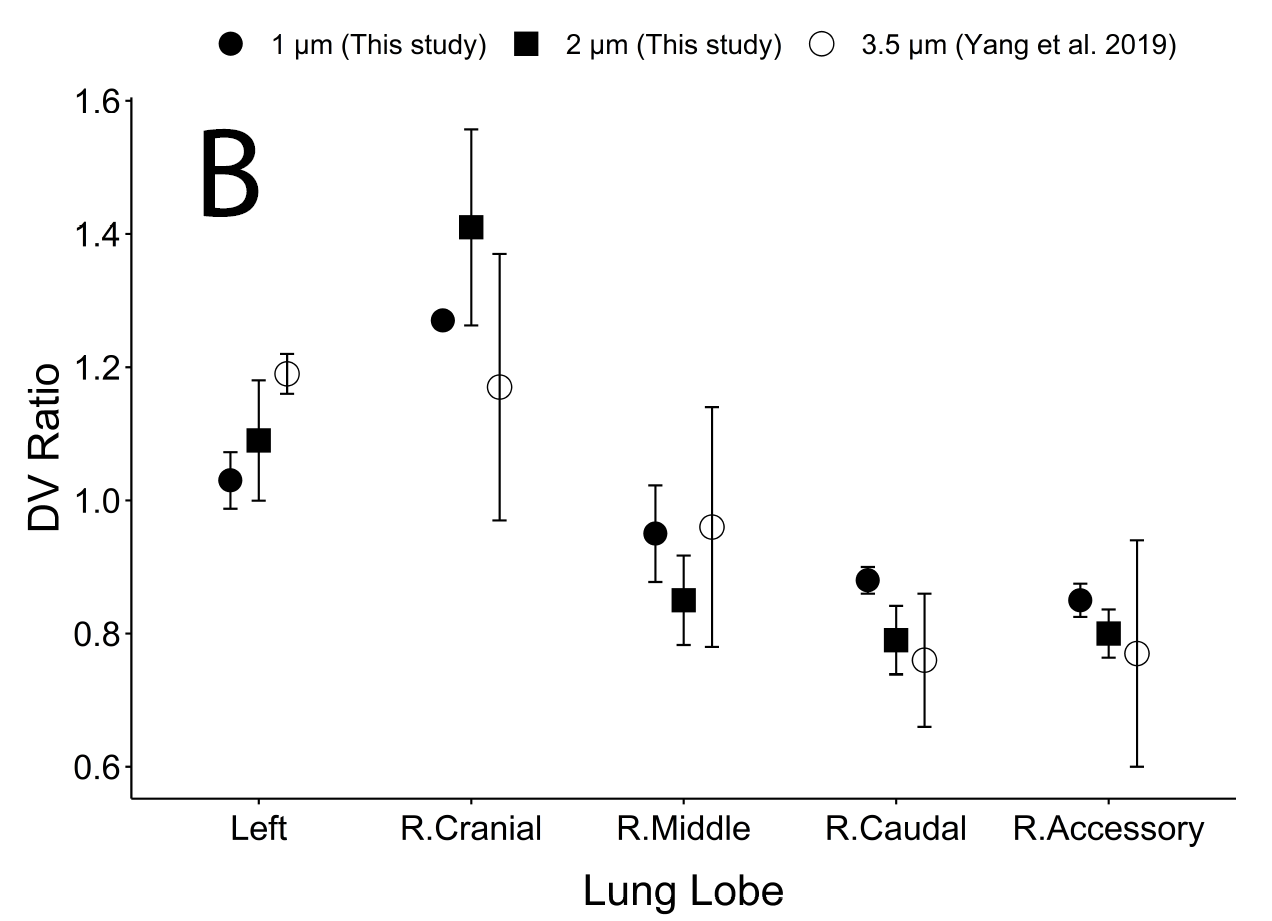 1 µm (This study) 2 µm (This study) 3.5 µm (Yang et al. 2019)
B
1.6
1.4
1.2
1.0
0.8
0.6
DV Ratio
Left R.Cranial R.Middle R.Caudal R.Accessory
Lung Lobe